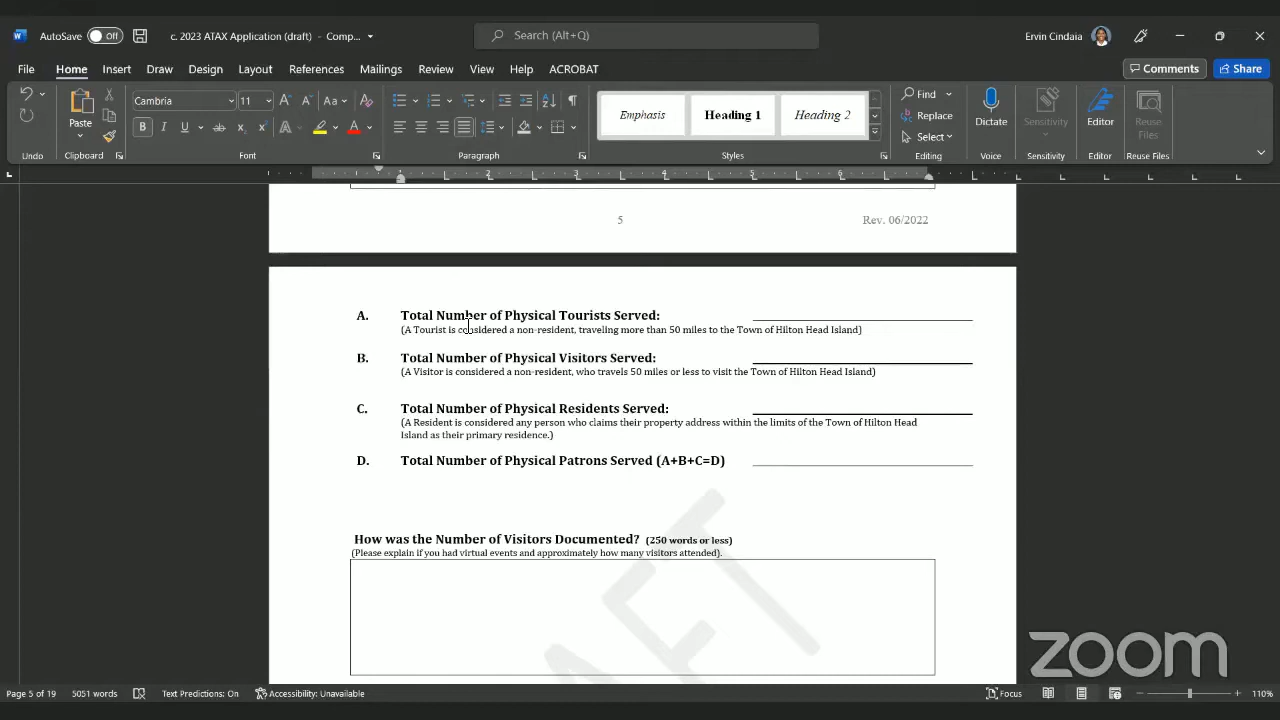 AutoSave Off c. 2023 ATAX Application (draft) - Comp... Search (Alt+Q) Ervin Cindaia
File Home Insert Draw Design Layout References Mailings Review View Help ACROBAT Comments Share
Cambria 11 Aa Find
Paste Emphasis Heading 1 Heading 2 Replace Dictate Sensitivity Editor Reuse Files
B I U x₂ x² A A Select
Undo Clipboard Font Paragraph Styles Editing Voice Sensitivity Editor Reuse Files
2 3 4 5 6
5 Rev. 06/2022
A. Total Number of Physical Tourists Served:
(A Tourist is considered a non-resident, traveling more than 50 miles to the Town of Hilton Head Island)
B. Total Number of Physical Visitors Served:
(A Visitor is considered a non-resident, who travels 50 miles or less to visit the Town of Hilton Head Island)
C. Total Number of Physical Residents Served:
(A Resident is considered any person who claims their property address within the limits of the Town of Hilton Head
Island as their primary residence.)
D. Total Number of Physical Patrons Served (A+B+C=D)
How was the Number of Visitors Documented? (250 words or less)
(Please explain if you had virtual events and approximately how many visitors attended).
AFT
zoom
Page 5 of 19 5051 words Text Predictions: On Accessibility: Unavailable Focus 110%